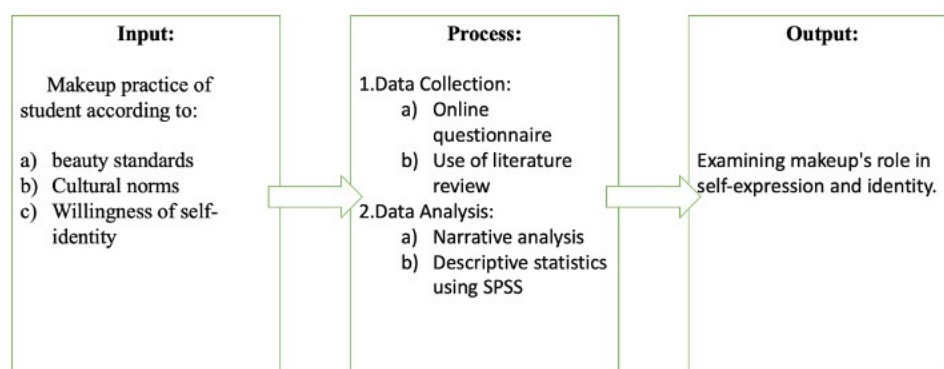 Input:
Makeup practice of
student according to:
a) beauty standards
b) Cultural norms
c) Willingness of self-
identity
Process:
1.Data Collection:
a) Online
questionnaire
b) Use of literature
review
2.Data Analysis:
a) Narrative analysis
b) Descriptive statistics
using SPSS
Output:
Examining makeup's role in
self-expression and identity.